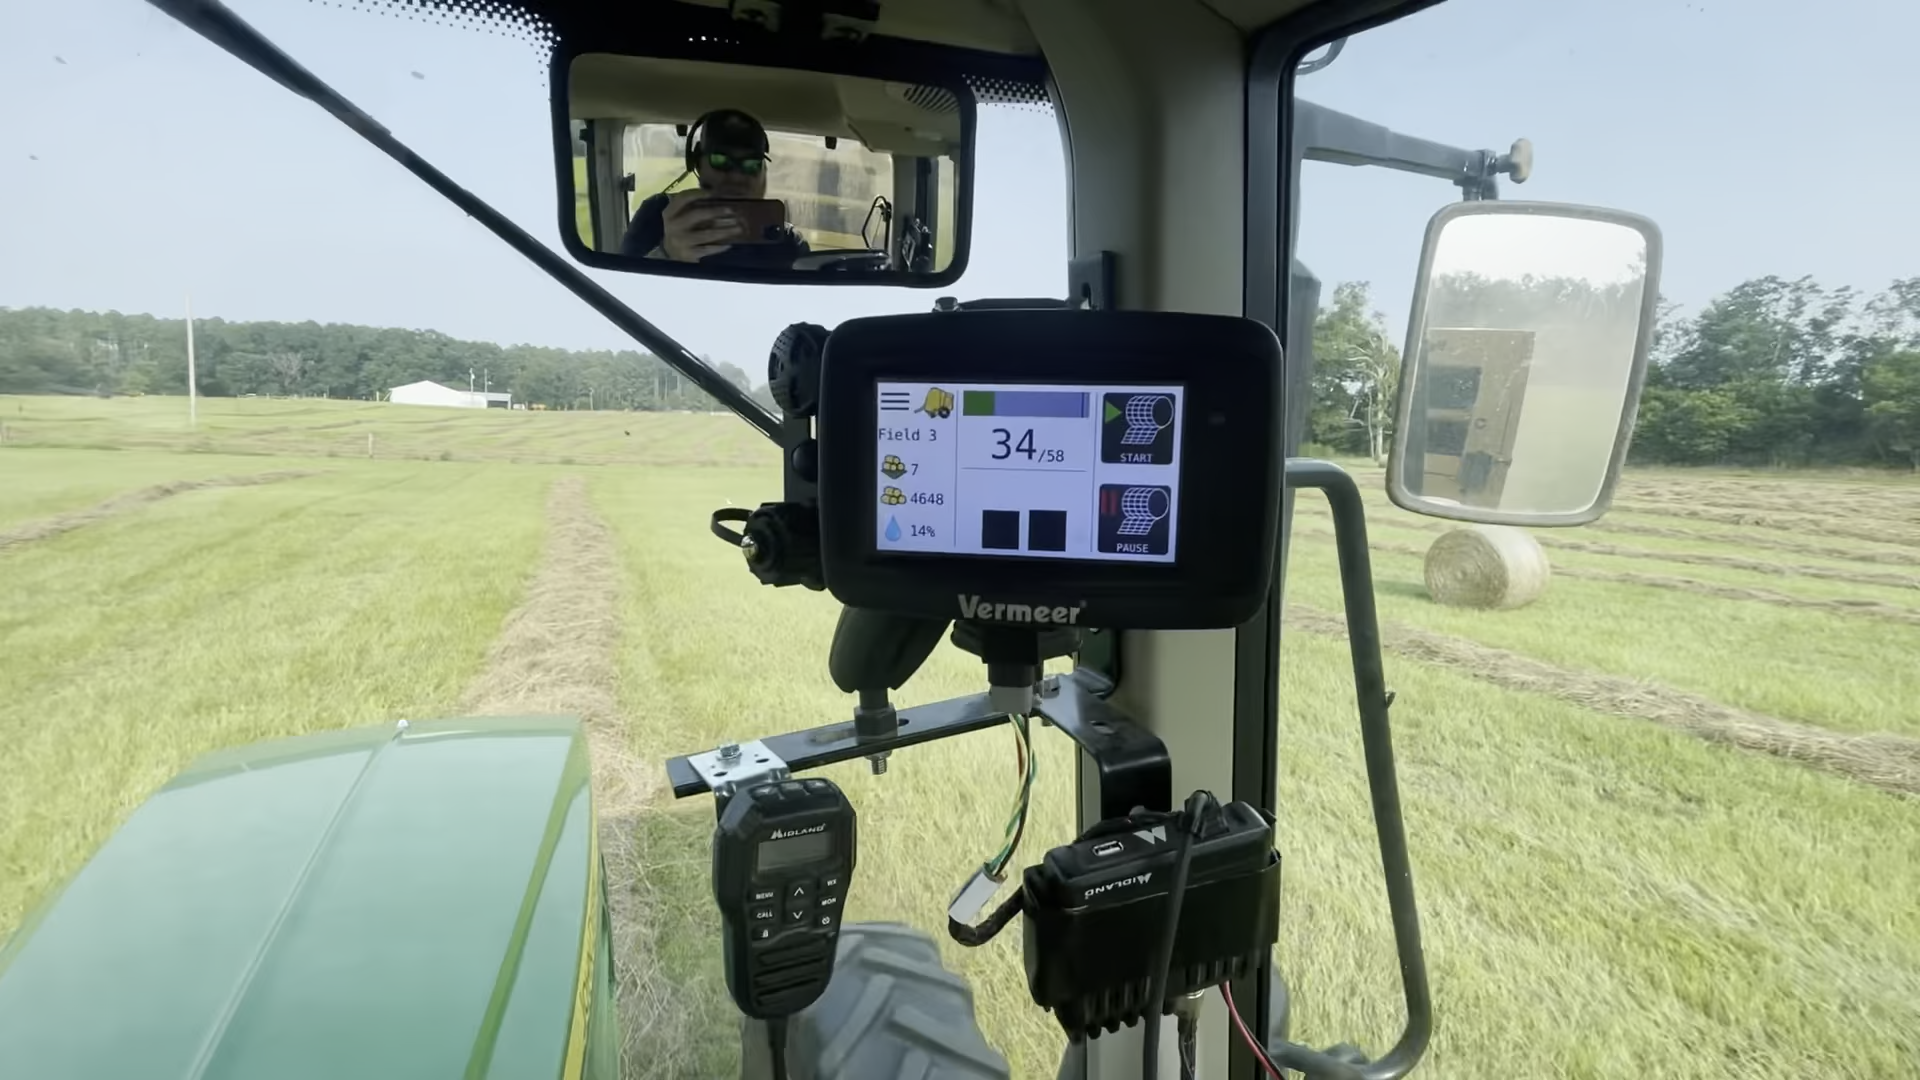 Field 3
7
4648
14%
34/58
START
PAUSE
Vermeer
MIDLAND
MENU
WX
CALL
MON
MIDLAND